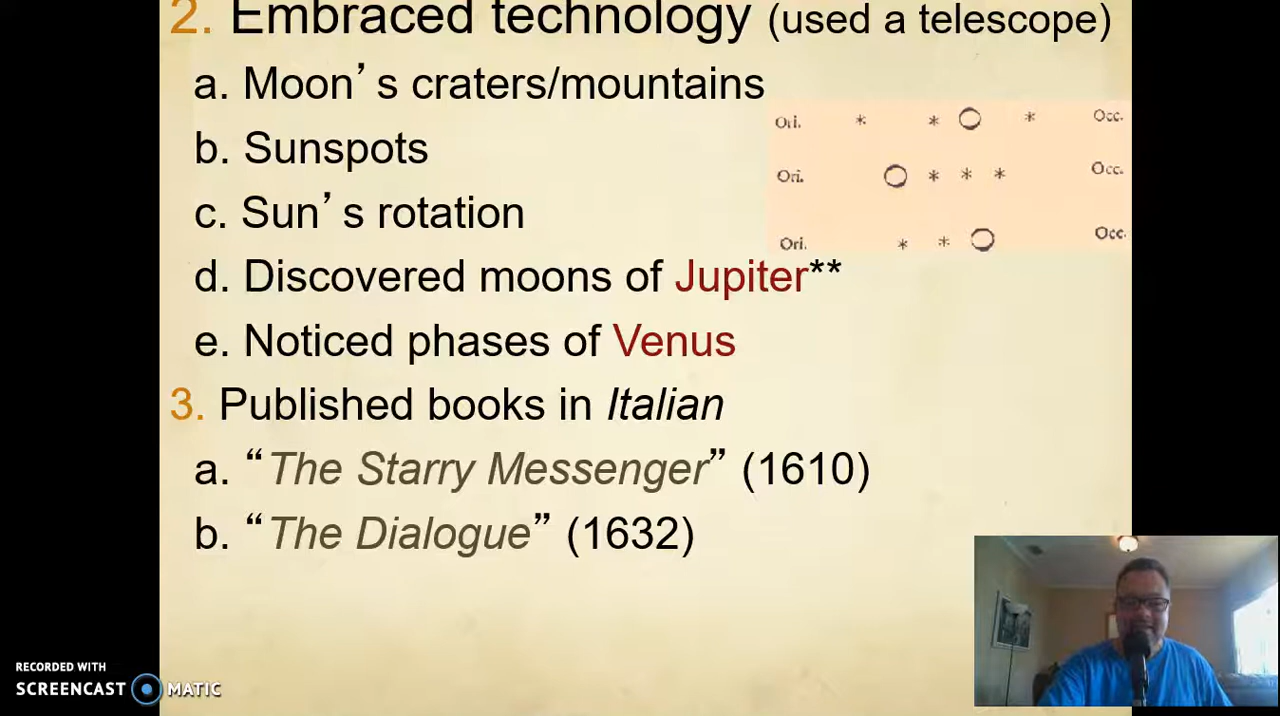 2. Embraced technology (used a telescope)
a. Moon’s craters/mountains
b. Sunspots
c. Sun’s rotation
d. Discovered moons of Jupiter**
e. Noticed phases of Venus
Ori. * * O * Occ.
Ori. O * * * Occ.
Ori. * * O Occ.
3. Published books in Italian
a. “The Starry Messenger” (1610)
b. “The Dialogue” (1632)
RECORDED WITH
SCREENCAST MATIC